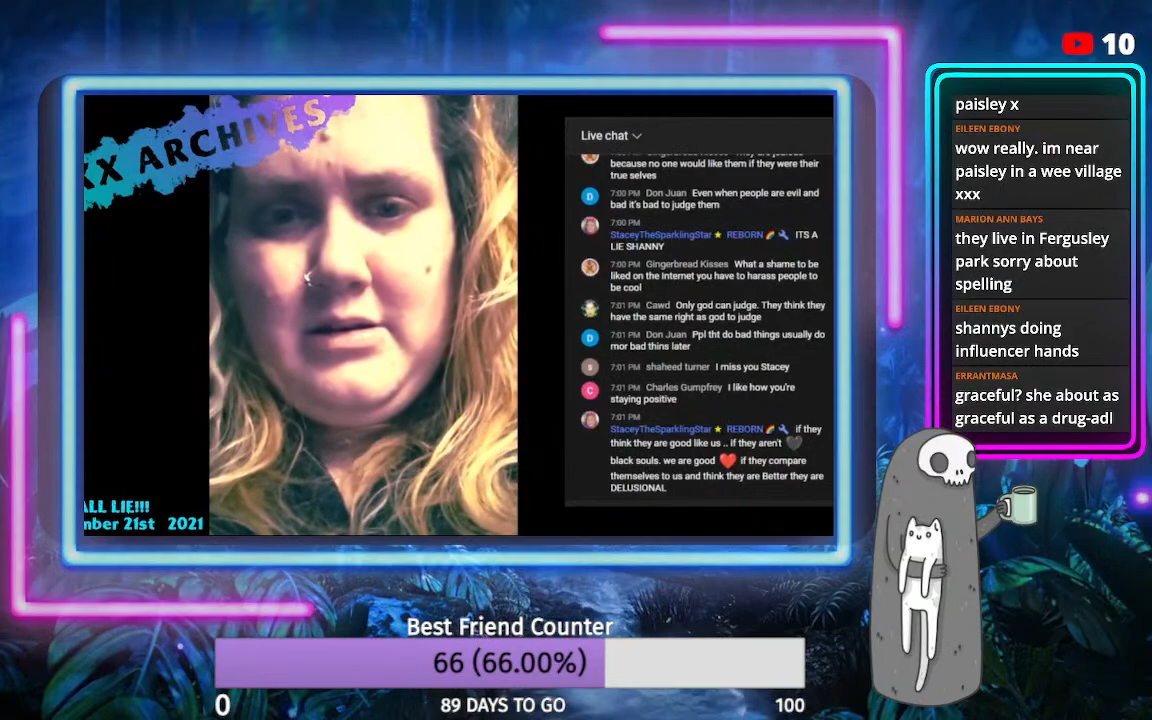 10
XX ARCHIVES
ALL LIE!!!
mber 21st 2021
Live chat
because no one would like them if they were their
true selves
7:00 PM Don Juan Even when people are evil and
bad it's bad to judge them
7:00 PM
StaceyTheSparklingStar REBORN ITS A
LIE SHANNY
7:00 PM Gingerbread Kisses What a shame to be
liked on the internet you have to harass people to
be cool
7:01 PM Cawd Only god can judge. They think they
have the same right as god to judge
7:01 PM Don Juan Ppl tht do bad things usually do
mor bad thins later
7:01 PM shaheed turner I miss you Stacey
7:01 PM Charles Gumpfrey I like how you're
staying positive
7:01 PM
StaceyTheSparklingStar REBORN if they
think they are good like us .. if they aren't
black souls. we are good if they compare
themselves to us and think they are Better they are
DELUSIONAL
paisley x
EILEEN EBONY
wow really. im near
paisley in a wee village
xxx
MARION ANN BAYS
they live in Fergusley
park sorry about
spelling
EILEEN EBONY
shannys doing
influencer hands
ERRANTMASA
graceful? she about as
graceful as a drug-adl
Best Friend Counter
66 (66.00%)
0
89 DAYS TO GO
100